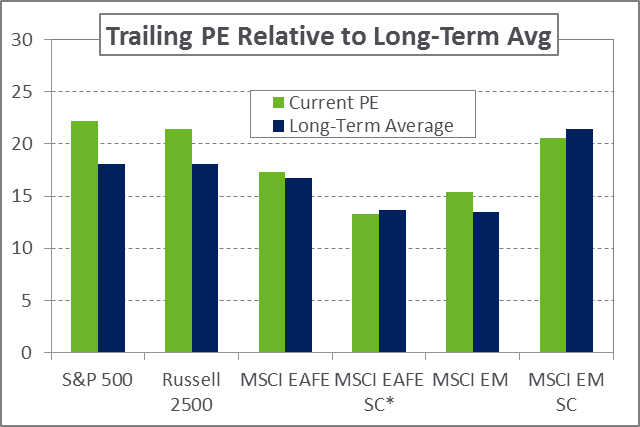 Trailing PE Relative to Long-Term Avg
30
25
20
15
10
5
0
Current PE
Long-Term Average
S&P 500
Russell
2500
MSCI EAFE
MSCI EAFE
SC*
MSCI EM
MSCI EM
SC